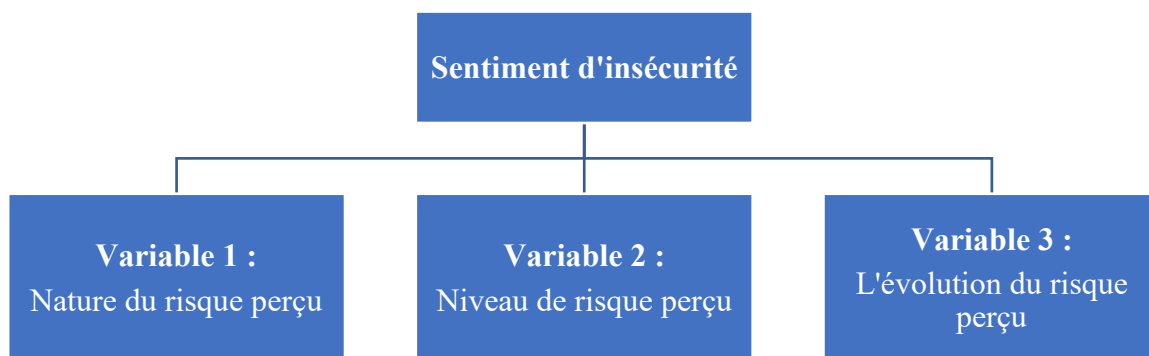 Sentiment d'insécurité
Variable 1 :
Nature du risque perçu
Variable 2 :
Niveau de risque perçu
Variable 3 :
L'évolution du risque
perçu